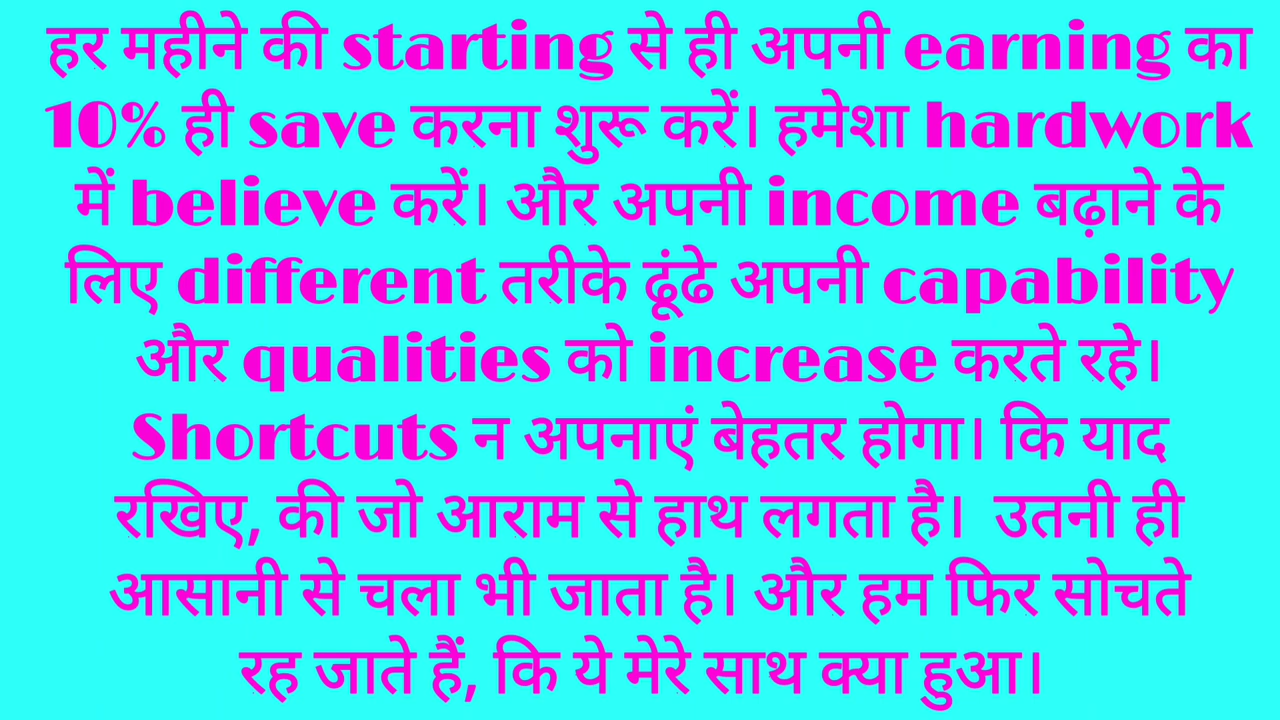 हर महीने की starting से ही अपनी earning का
10% ही save करना शुरू करें। हमेशा hardwork
में believe करें। और अपनी income बढ़ाने के
लिए different तरीके ढूंढे अपनी capability
और qualities को increase करते रहे।
Shortcuts न अपनाएं बेहतर होगा। कि याद
रखिए, की जो आराम से हाथ लगता है। उतनी ही
आसानी से चला भी जाता है। और हम फिर सोचते
रह जाते हैं, कि ये मेरे साथ क्या हुआ।